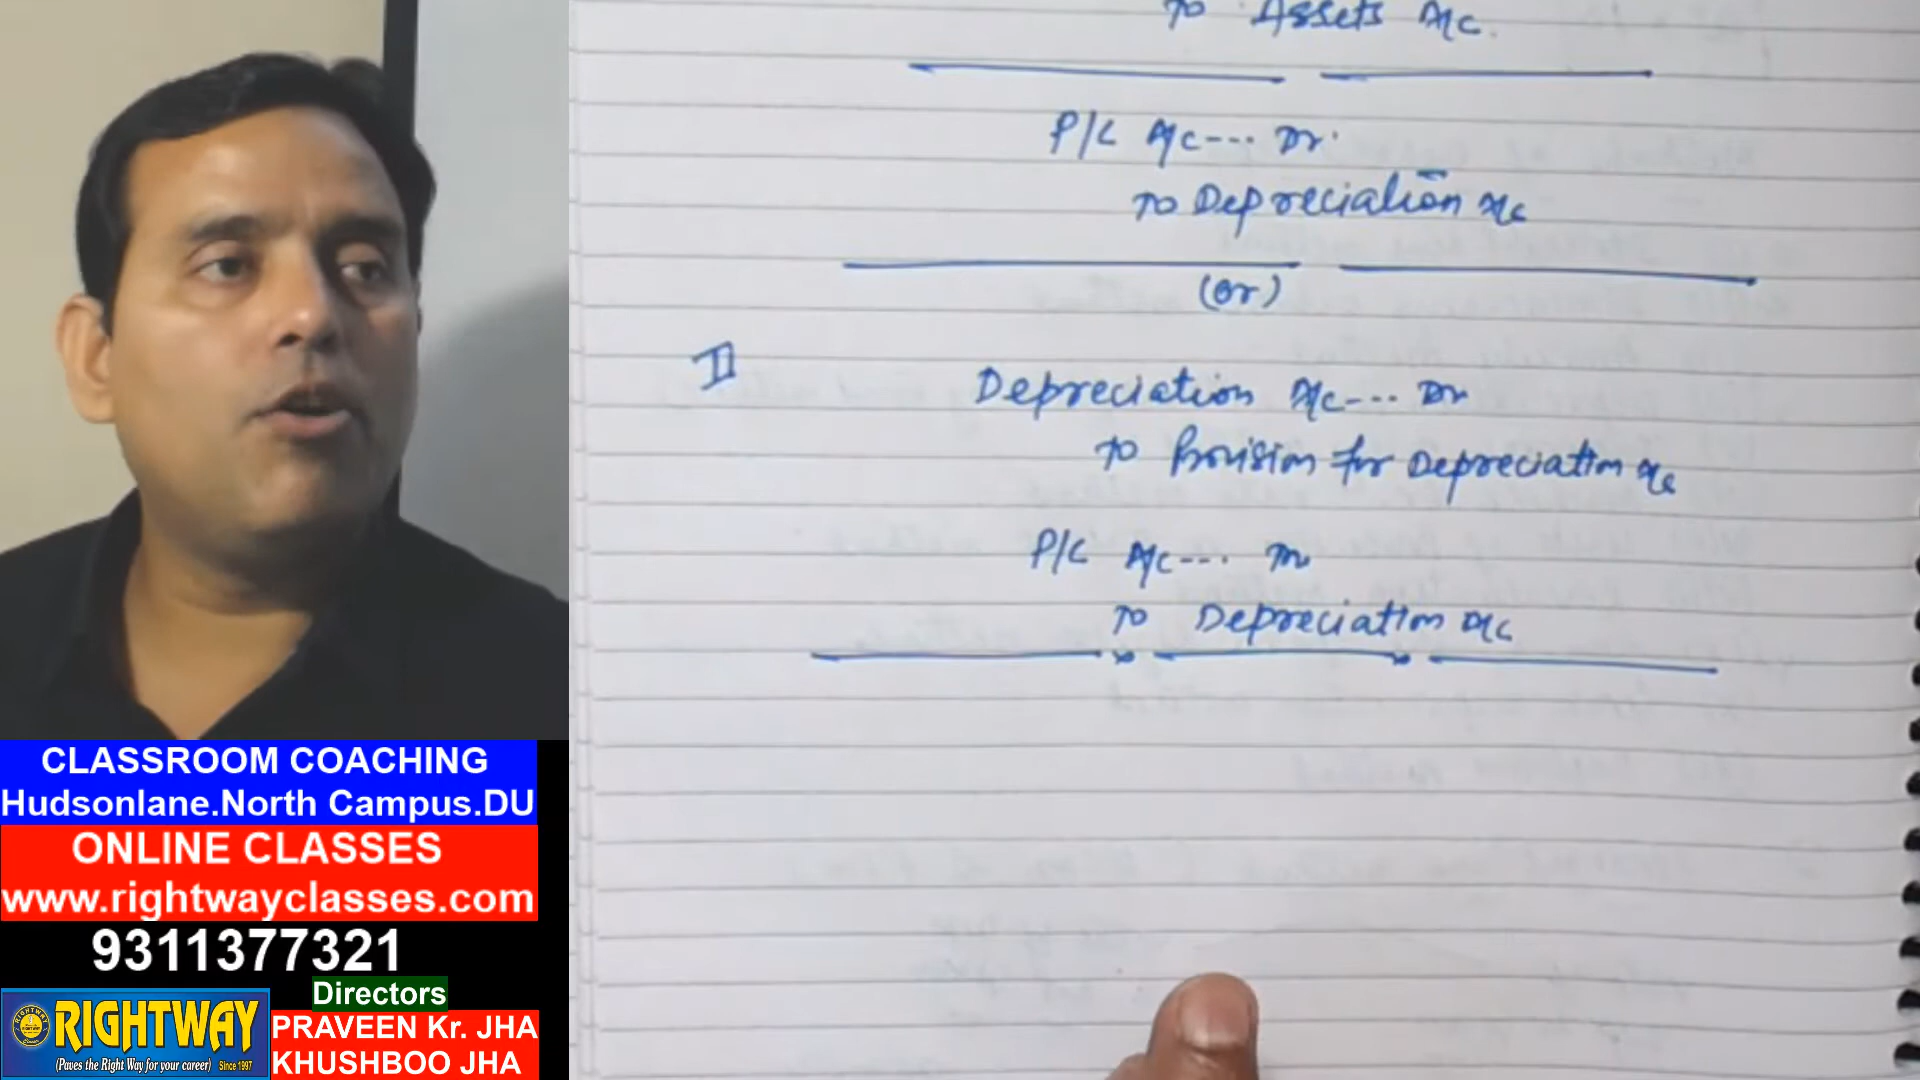 To Assets A/c.
P/L A/c--- Dr.
To Depreciation A/c
(or)
II
Depreciation A/c--- Dr
To Provision for Depreciation A/c
P/L A/c--- Dr
To Depreciation A/c
CLASSROOM COACHING
Hudsonlane.North Campus.DU
ONLINE CLASSES
www.rightwayclasses.com
9311377321
Directors
RIGHTWAY
(Paves the Right Way for your career) Since 1997
PRAVEEN Kr. JHA
KHUSHBOO JHA